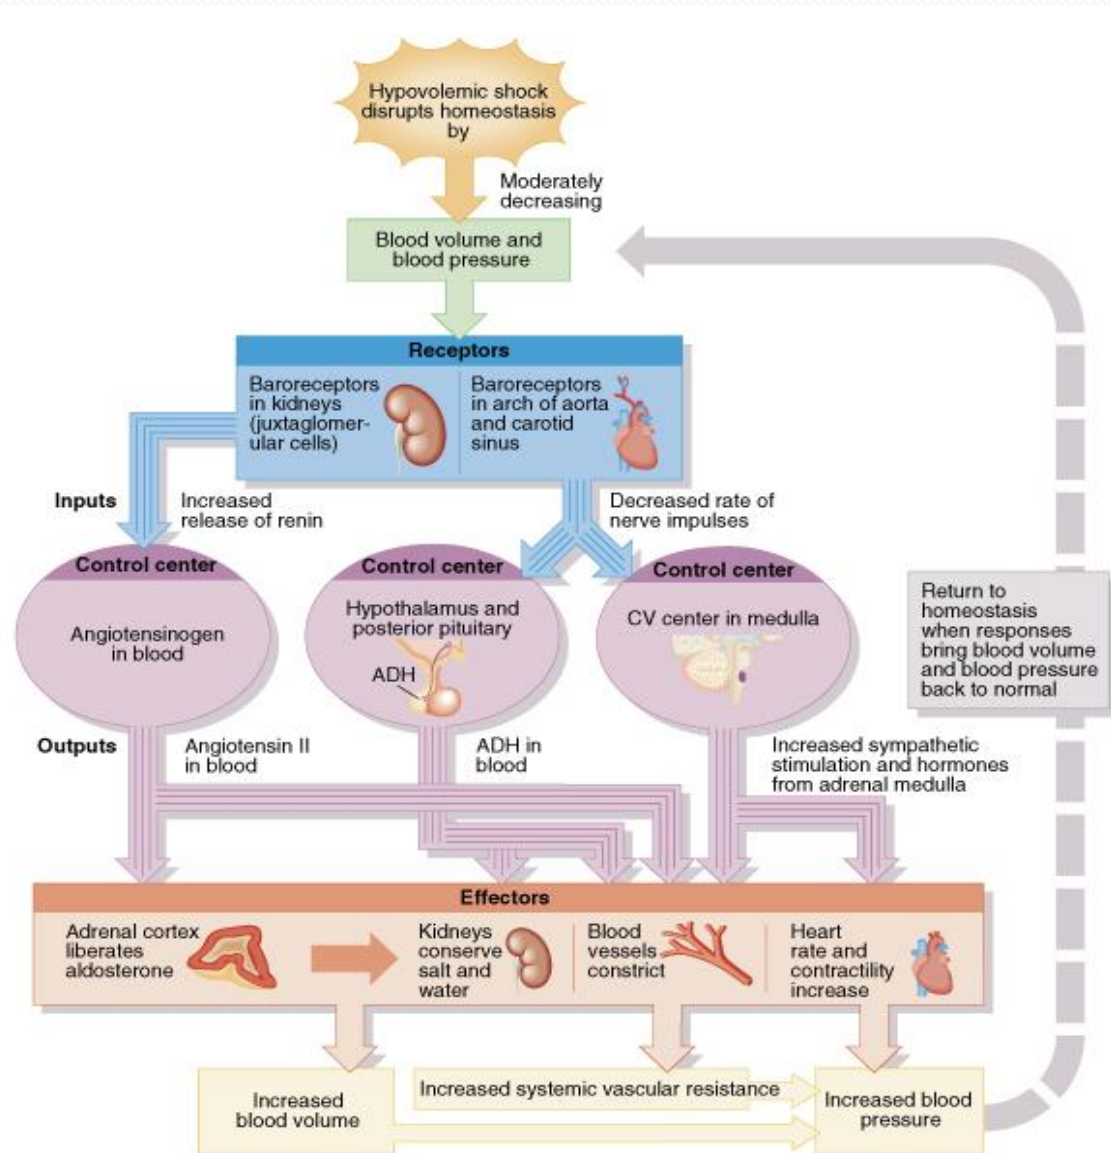 Hypovolemic shock
disrupts homeostasis
by
Moderately
decreasing
Blood volume and
blood pressure
Receptors
Baroreceptors
in kidneys
(juxtaglomer-
ular cells)
Baroreceptors
in arch of aorta
and carotid
sinus
Inputs
Increased
release of renin
Decreased rate of
nerve impulses
Control center
Angiotensinogen
in blood
Control center
Hypothalamus and
posterior pituitary
ADH
Control center
CV center in medulla
Return to
homeostasis
when responses
bring blood volume
and blood pressure
back to normal
Outputs
Angiotensin II
in blood
ADH in
blood
Increased sympathetic
stimulation and hormones
from adrenal medulla
Effectors
Adrenal cortex
liberates
aldosterone
Kidneys
conserve
salt and
water
Blood
vessels
constrict
Heart
rate and
contractility
increase
Increased
blood volume
Increased systemic vascular resistance
Increased blood
pressure